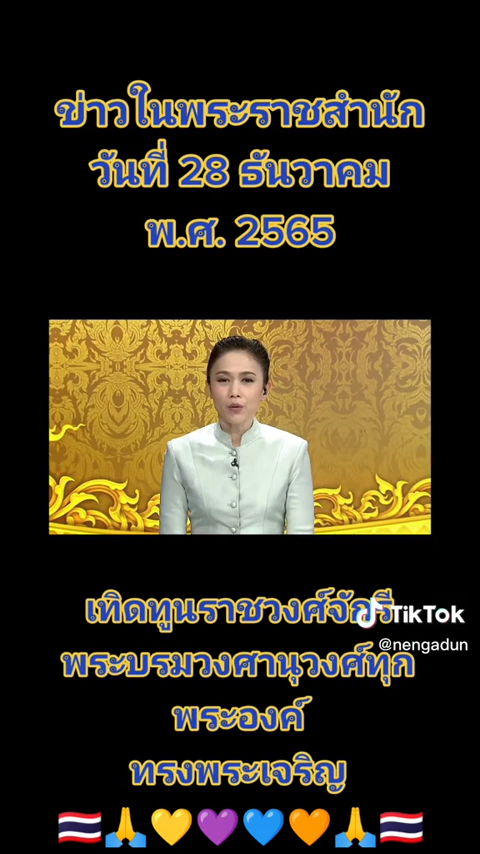 ข่าวในพระราชสำนัก
วันที่ 28 ธันวาคม
พ.ศ. 2565
เทิดทูนราชวงศ์จักรี
TikTok
@nengadun
พระบรมวงศานุวงศ์ทุก
พระองค์
ทรงพระเจริญ
🇹🇭🙏💛💜💙🧡🙏🇹🇭